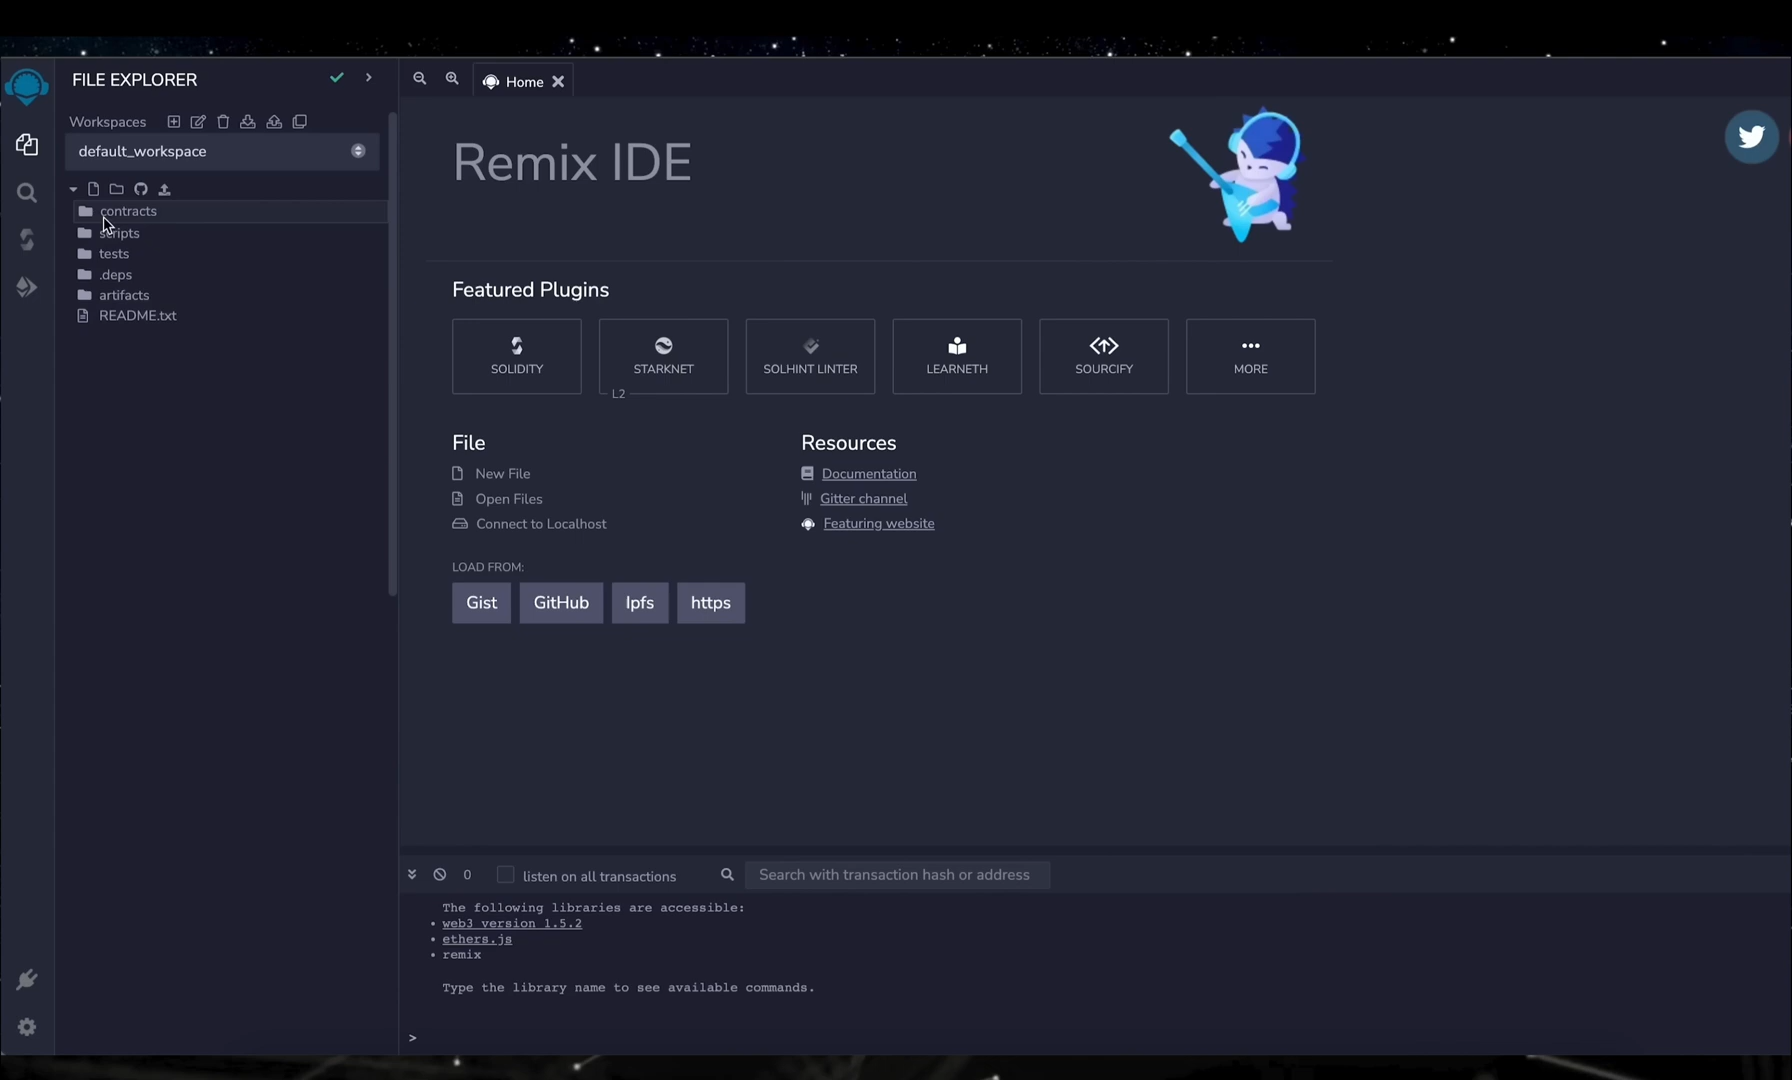 FILE EXPLORER
Workspaces
default_workspace
contracts
scripts
tests
.deps
artifacts
README.txt
Home
Remix IDE
Featured Plugins
SOLIDITY
STARKNET
L2
SOLHINT LINTER
LEARNETH
SOURCIFY
MORE
File
New File
Open Files
Connect to Localhost
Resources
Documentation
Gitter channel
Featuring website
LOAD FROM:
Gist
GitHub
Ipfs
https
0
listen on all transactions
Search with transaction hash or address
The following libraries are accessible:
• web3 version 1.5.2
• ethers.js
• remix
Type the library name to see available commands.
>